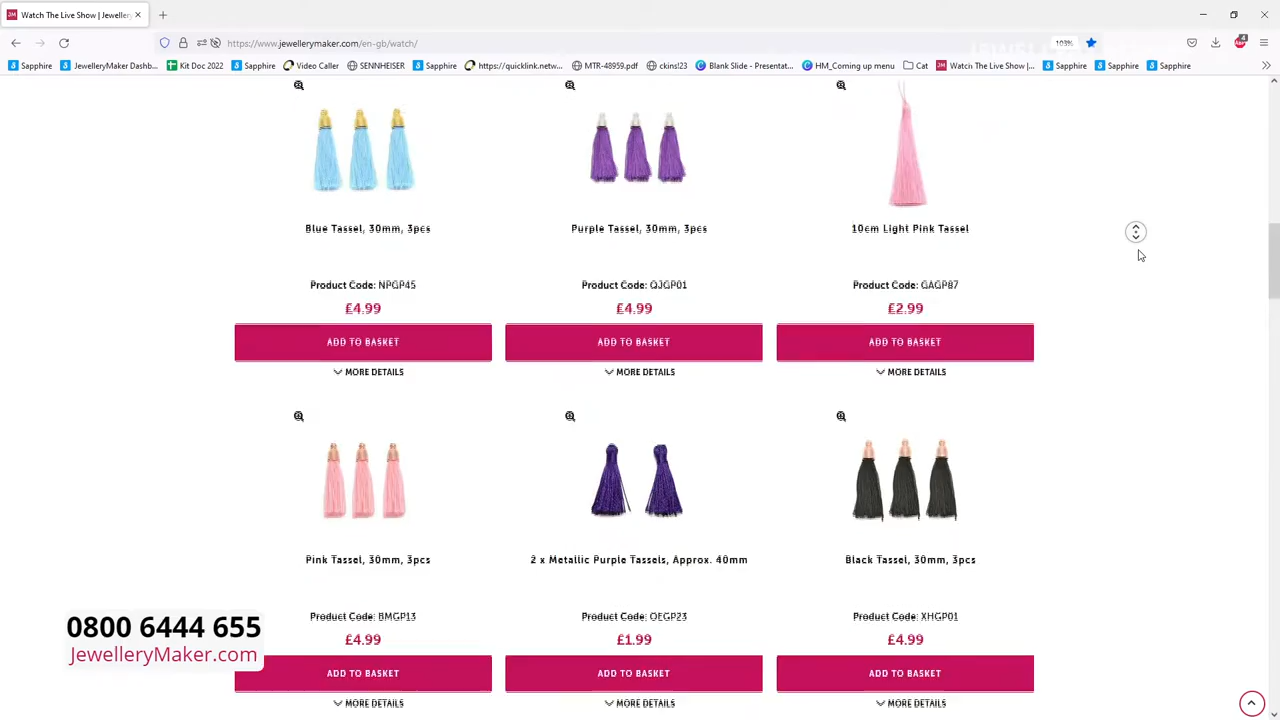 Watch The Live Show | Jeweller
https://www.jewellerymaker.com/en-gb/watch/
103%
4
Sapphire
JewelleryMaker Dashb...
Kit Doc 2022
Sapphire
Video Caller
SENNHEISER
Sapphire
https://quicklink.netw...
MTR-48959.pdf
ckins!23
Blank Slide - Presentat...
HM_Coming up menu
Cat
Watch The Live Show |...
Sapphire
Sapphire
Sapphire
Blue Tassel, 30mm, 3pcs
Product Code: NPGP45
£4.99
ADD TO BASKET
MORE DETAILS
Purple Tassel, 30mm, 3pcs
Product Code: QJGP01
£4.99
ADD TO BASKET
MORE DETAILS
10cm Light Pink Tassel
Product Code: GAGP87
£2.99
ADD TO BASKET
MORE DETAILS
Pink Tassel, 30mm, 3pcs
Product Code: BMGP13
£4.99
ADD TO BASKET
MORE DETAILS
2 x Metallic Purple Tassels, Approx. 40mm
Product Code: OEGP23
£1.99
ADD TO BASKET
MORE DETAILS
Black Tassel, 30mm, 3pcs
Product Code: XHGP01
£4.99
ADD TO BASKET
MORE DETAILS
0800 6444 655
JewelleryMaker.com